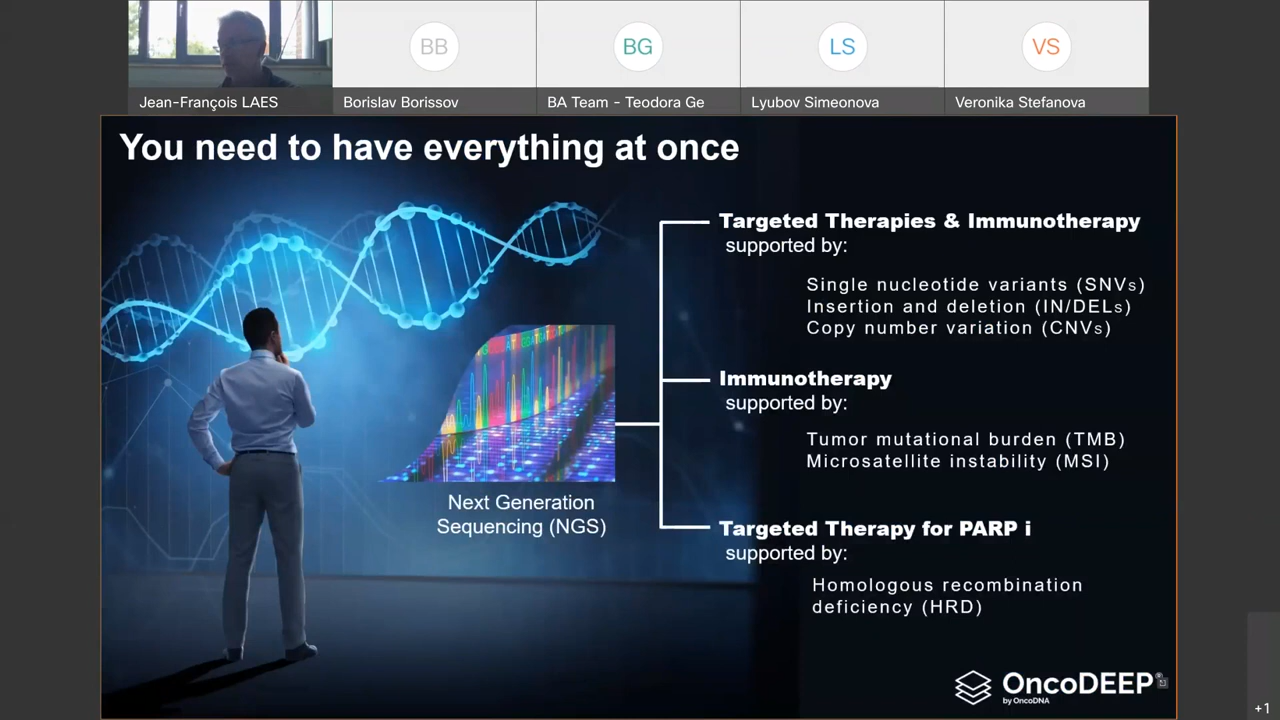 BB
BG
LS
VS
Jean-François LAES
Borislav Borissov
BA Team - Teodora Ge
Lyubov Simeonova
Veronika Stefanova
You need to have everything at once
Targeted Therapies & Immunotherapy
supported by:
Single nucleotide variants (SNVs)
Insertion and deletion (IN/DELs)
Copy number variation (CNVs)
Immunotherapy
supported by:
Tumor mutational burden (TMB)
Microsatellite instability (MSI)
Next Generation
Sequencing (NGS)
Targeted Therapy for PARP i
supported by:
Homologous recombination
deficiency (HRD)
OncoDEEP
by OncoDNA
+1